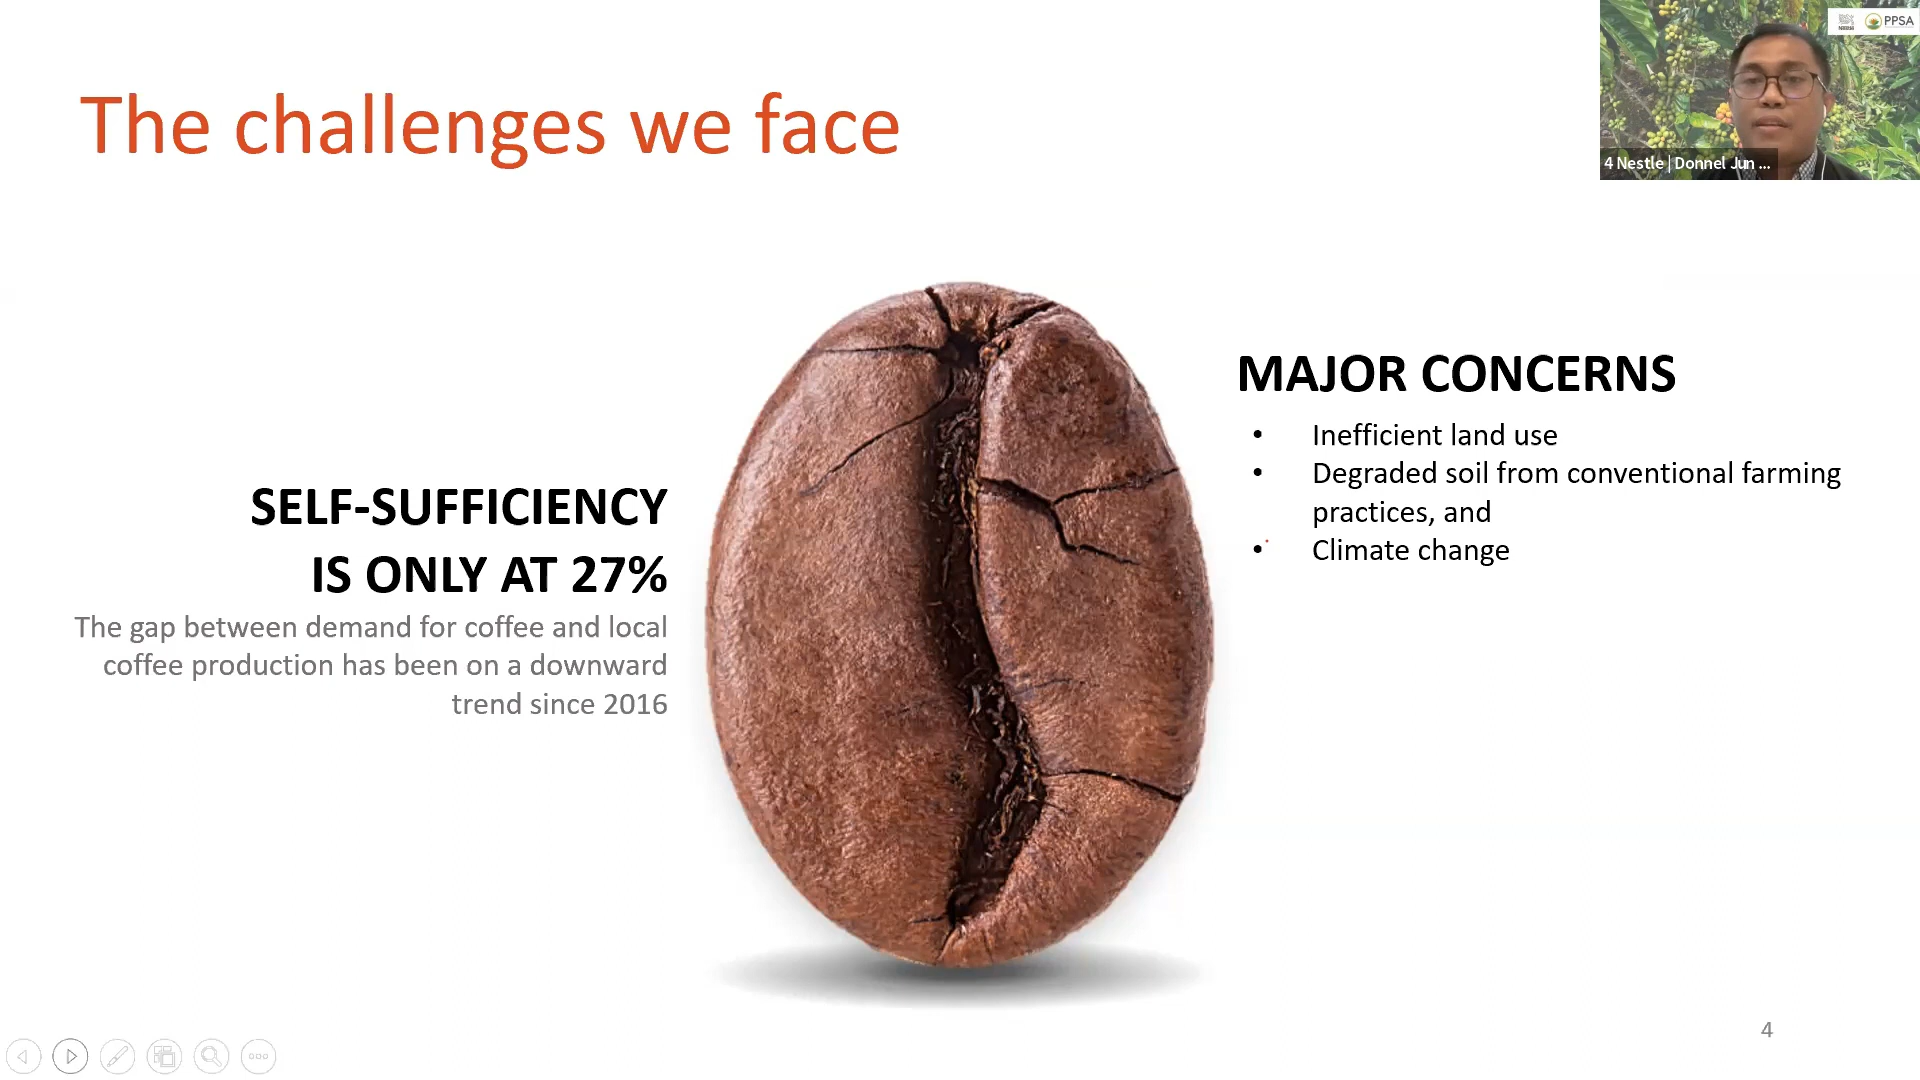 The challenges we face
PPSA
4 Nestle | Donnel Jun ...
SELF-SUFFICIENCY
IS ONLY AT 27%
The gap between demand for coffee and local
coffee production has been on a downward
trend since 2016
MAJOR CONCERNS
• Inefficient land use
• Degraded soil from conventional farming
practices, and
• Climate change
4